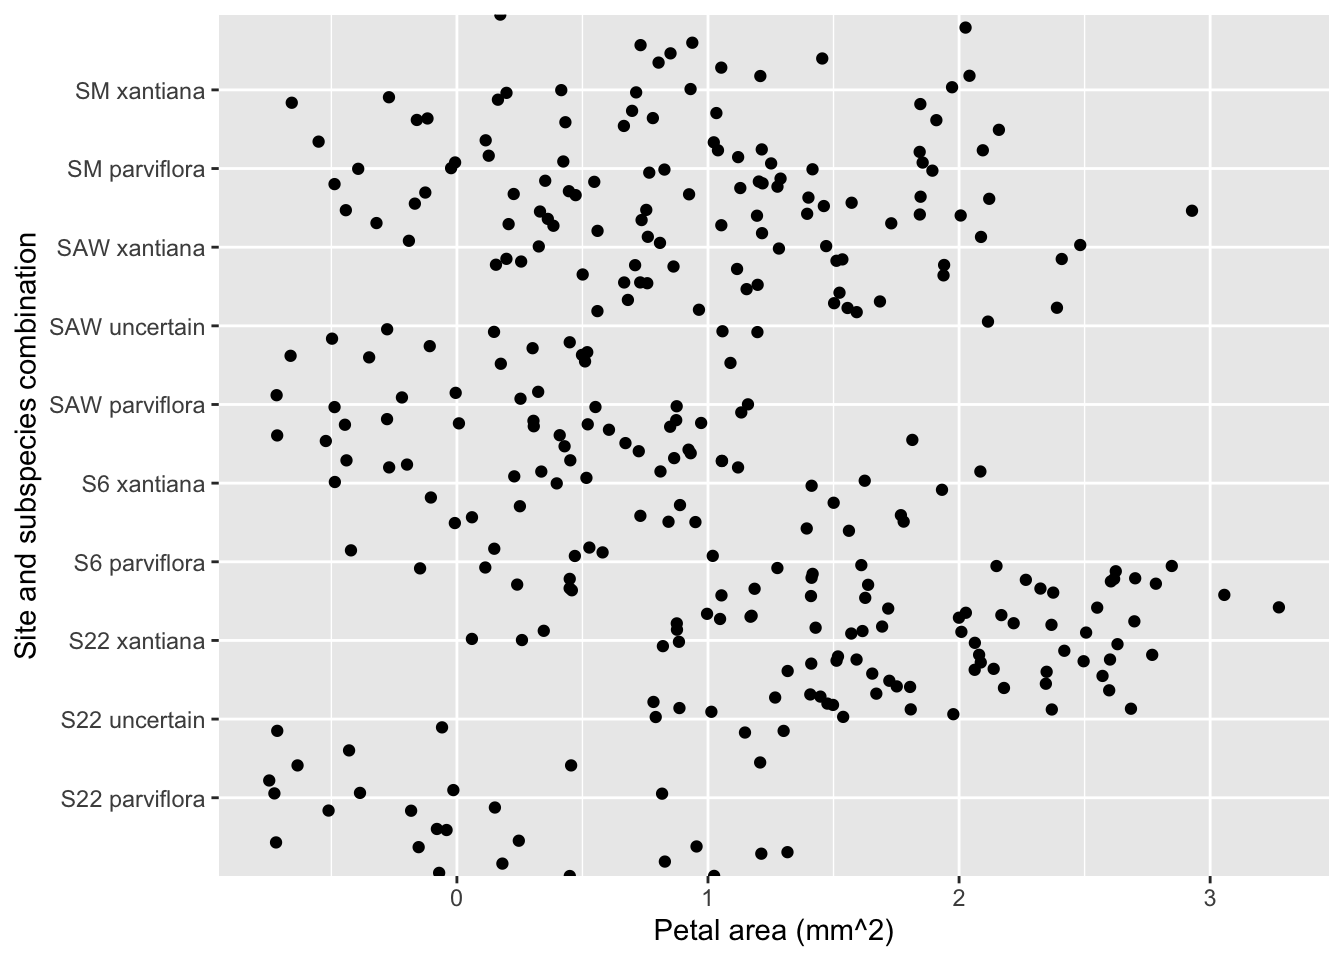 SM xantiana
SM parviflora
SAW xantiana
SAW uncertain
SAW parviflora
S6 xantiana
S6 parviflora
S22 xantiana
S22 uncertain
S22 parviflora
Site and subspecies combination
0 1 2 3
Petal area (mm^2)